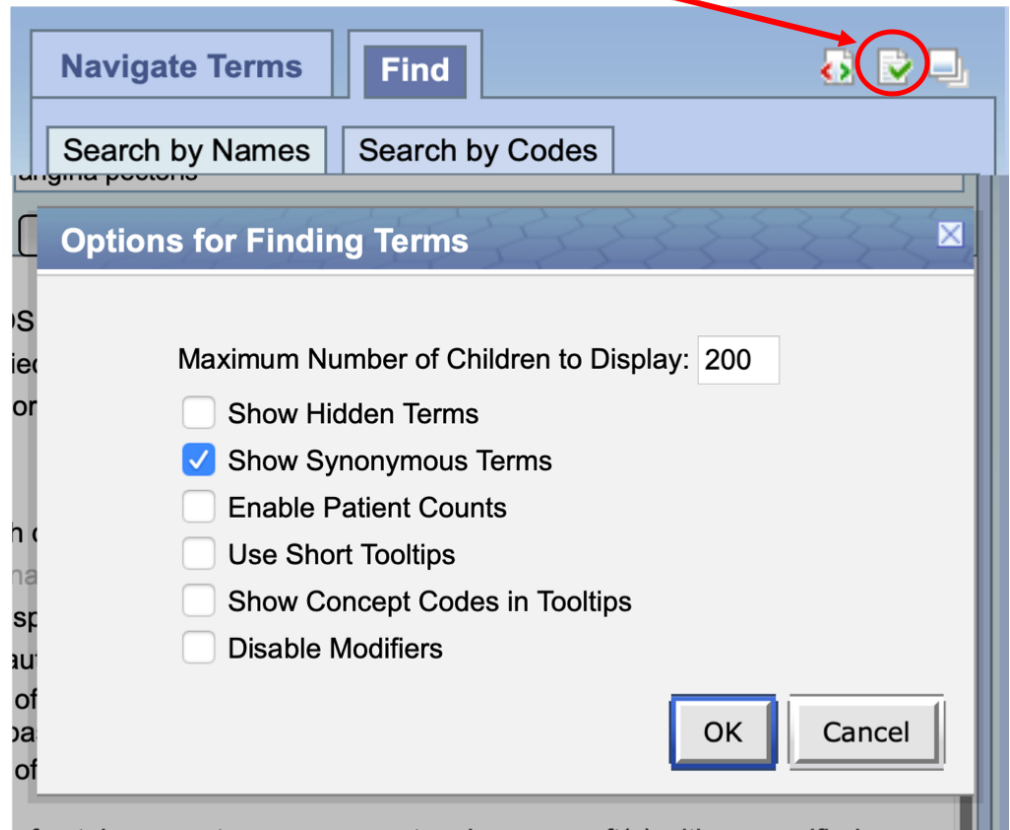 Navigate Terms Find
Search by Names Search by Codes
angina pectoris
Options for Finding Terms
Maximum Number of Children to Display: 200
Show Hidden Terms
Show Synonymous Terms
Enable Patient Counts
Use Short Tooltips
Show Concept Codes in Tooltips
Disable Modifiers
OK Cancel